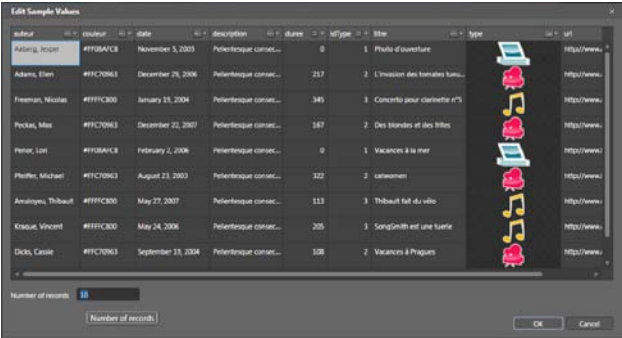 Edit Sample Values
auteur couleur date description duree idType titre type url
Aaberg, Jesper #FF08AFC8 November 5, 2003 Pellentesque consec... 0 1 Photo d'ouverture http://www.
Adams, Ellen #FFC70963 December 29, 2006 Pellentesque consec... 217 2 L'invasion des tomates tueu... http://www.
Freeman, Nicolas #FFFFC300 January 15, 2004 Pellentesque consec... 345 3 Concerto pour clarinette n°5 http://www.
Peckas, Max #FFC70963 December 22, 2007 Pellentesque consec... 167 2 Des blondes et des frites http://www.
Penor, Lori #FF08AFC8 February 2, 2006 Pellentesque consec... 0 1 Vacances à la mer http://www.
Pfeiffer, Michael #FFC70963 August 23, 2003 Pellentesque consec... 322 2 catwomen http://www.
Amaloyeu, Thibault #FFFFC300 May 27, 2007 Pellentesque consec... 113 3 Thibault fait du vélo http://www.
Kraque, Vincent #FFFFC300 May 24, 2006 Pellentesque consec... 205 3 SongSmith est une tuerie http://www.
Dicks, Cassie #FFC70963 September 19, 2004 Pellentesque consec... 108 2 Vacances à Pragues http://www.
Number of records 10
Number of records
OK Cancel